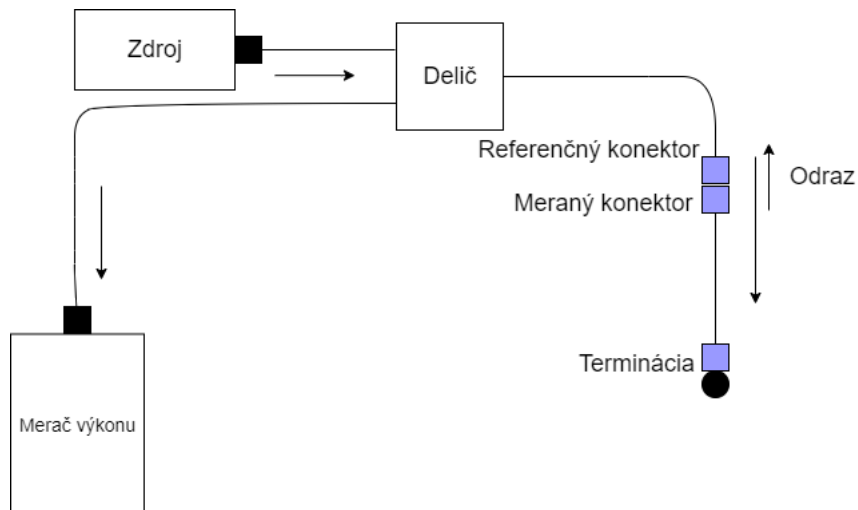 Zdroj
Delič
Referenčný konektor
Odraz
Meraný konektor
Terminácia
Merač výkonu